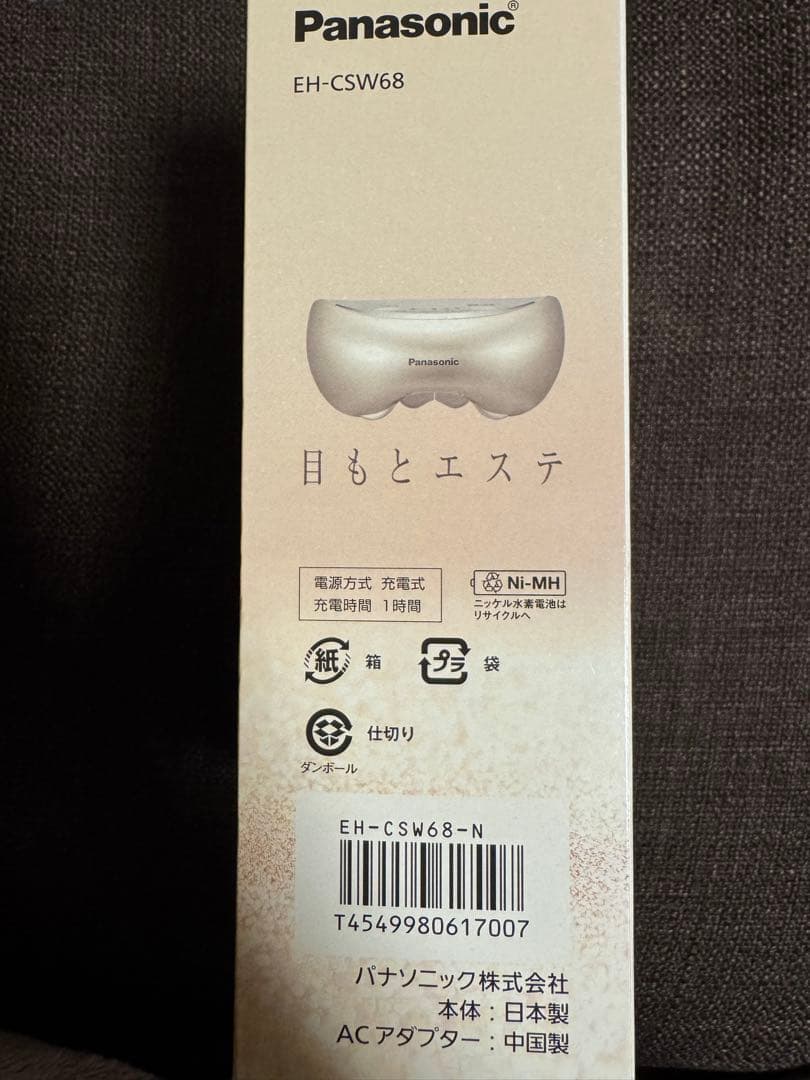 Panasonic®
EH-CSW68
Panasonic
目もとエステ
電源方式 充電式
充電時間 1時間
Ni-MH
ニッケル水素電池は
リサイクルへ
紙 箱
プラ 袋
仕切り
ダンボール
EH-CSW68-N
T4549980617007
パナソニック株式会社
本体：日本製
ACアダプター：中国製